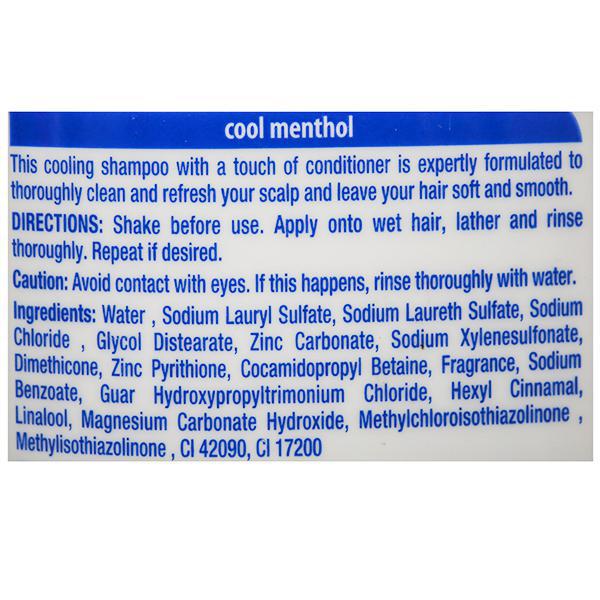 cool menthol
This cooling shampoo with a touch of conditioner is expertly formulated to
thoroughly clean and refresh your scalp and leave your hair soft and smooth.
DIRECTIONS: Shake before use. Apply onto wet hair, lather and rinse
thoroughly. Repeat if desired.
Caution: Avoid contact with eyes. If this happens, rinse thoroughly with water.
Ingredients: Water , Sodium Lauryl Sulfate, Sodium Laureth Sulfate, Sodium
Chloride , Glycol Distearate, Zinc Carbonate, Sodium Xylenesulfonate,
Dimethicone, Zinc Pyrithione, Cocamidopropyl Betaine, Fragrance, Sodium
Benzoate, Guar Hydroxypropyltrimonium Chloride, Hexyl Cinnamal,
Linalool, Magnesium Carbonate Hydroxide, Methylchloroisothiazolinone ,
Methylisothiazolinone , CI 42090, CI 17200